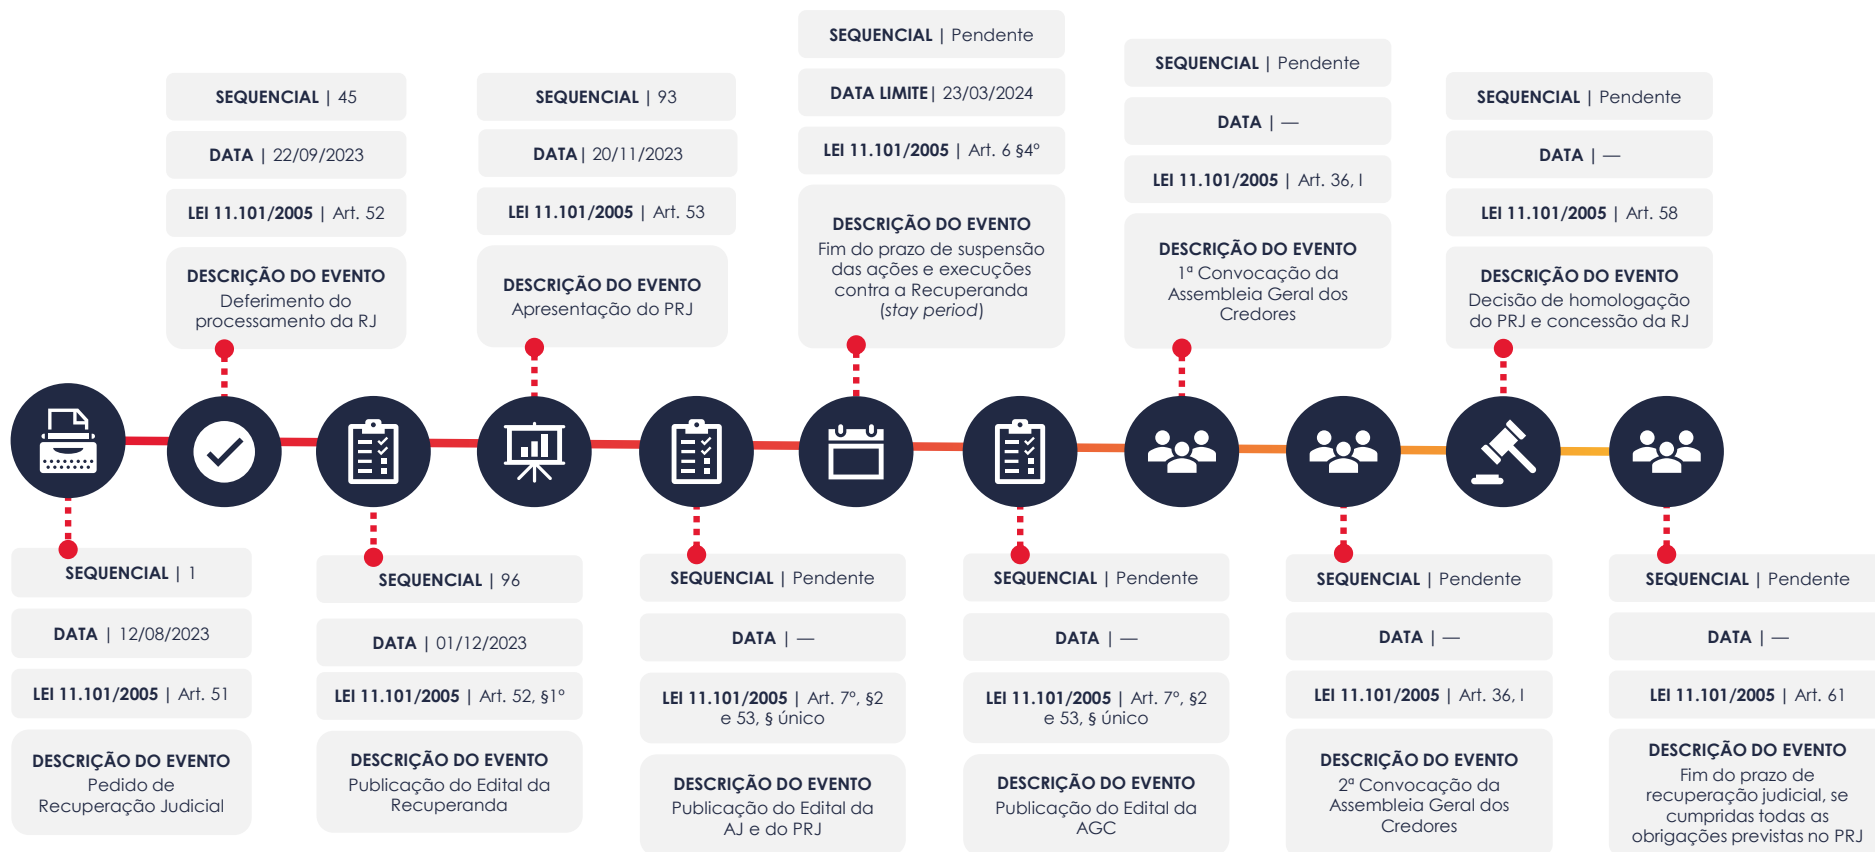 SEQUENCIAL | 1
DATA | 12/08/2023
LEI 11.101/2005 | Art. 51
DESCRIÇÃO DO EVENTO
Pedido de
Recuperação Judicial
SEQUENCIAL | 45
DATA | 22/09/2023
LEI 11.101/2005 | Art. 52
DESCRIÇÃO DO EVENTO
Deferimento do
processamento da RJ
SEQUENCIAL | 96
DATA | 01/12/2023
LEI 11.101/2005 | Art. 52, §1º
DESCRIÇÃO DO EVENTO
Publicação do Edital da
Recuperanda
SEQUENCIAL | 93
DATA| 20/11/2023
LEI 11.101/2005 | Art. 53
DESCRIÇÃO DO EVENTO
Apresentação do PRJ
SEQUENCIAL | Pendente
DATA | —
LEI 11.101/2005 | Art. 7º, §2
e 53, § único
DESCRIÇÃO DO EVENTO
Publicação do Edital da
AJ e do PRJ
SEQUENCIAL | Pendente
DATA LIMITE| 23/03/2024
LEI 11.101/2005 | Art. 6 §4º
DESCRIÇÃO DO EVENTO
Fim do prazo de suspensão
das ações e execuções
contra a Recuperanda
(stay period)
SEQUENCIAL | Pendente
DATA | —
LEI 11.101/2005 | Art. 7º, §2
e 53, § único
DESCRIÇÃO DO EVENTO
Publicação do Edital da
AGC
SEQUENCIAL | Pendente
DATA | —
LEI 11.101/2005 | Art. 36, I
DESCRIÇÃO DO EVENTO
1ª Convocação da
Assembleia Geral dos
Credores
SEQUENCIAL | Pendente
DATA | —
LEI 11.101/2005 | Art. 36, I
DESCRIÇÃO DO EVENTO
2ª Convocação da
Assembleia Geral dos
Credores
SEQUENCIAL | Pendente
DATA | —
LEI 11.101/2005 | Art. 58
DESCRIÇÃO DO EVENTO
Decisão de homologação
do PRJ e concessão da RJ
SEQUENCIAL | Pendente
DATA | —
LEI 11.101/2005 | Art. 61
DESCRIÇÃO DO EVENTO
Fim do prazo de
recuperação judicial, se
cumpridas todas as
obrigações previstas no PRJ